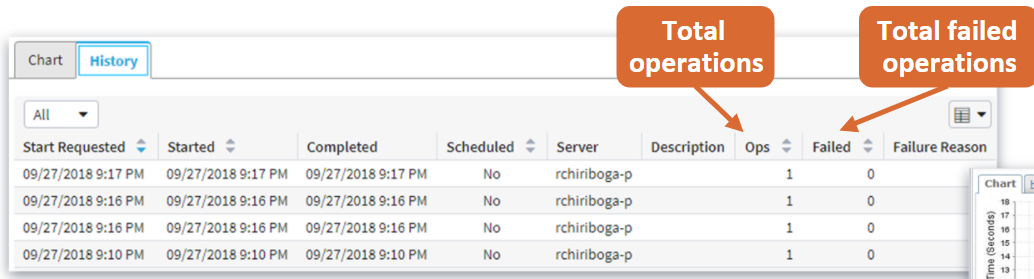 Total
operations
Total failed
operations
Chart History
All
Start Requested Started Completed Scheduled Server Description Ops Failed Failure Reason
09/27/2018 9:17 PM 09/27/2018 9:17 PM 09/27/2018 9:17 PM No rchiriboga-p 1 0
09/27/2018 9:16 PM 09/27/2018 9:16 PM 09/27/2018 9:16 PM No rchiriboga-p 1 0
09/27/2018 9:16 PM 09/27/2018 9:16 PM 09/27/2018 9:16 PM No rchiriboga-p 1 0
09/27/2018 9:10 PM 09/27/2018 9:10 PM 09/27/2018 9:10 PM No rchiriboga-p 1 0
Chart
18
17
16
15
14
13
Time (Seconds)